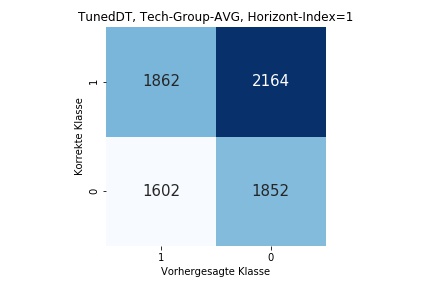 TunedDT, Tech-Group-AVG, Horizont-Index=1
Korrekte Klasse
1
1862
2164
0
1602
1852
1
0
Vorhergesagte Klasse